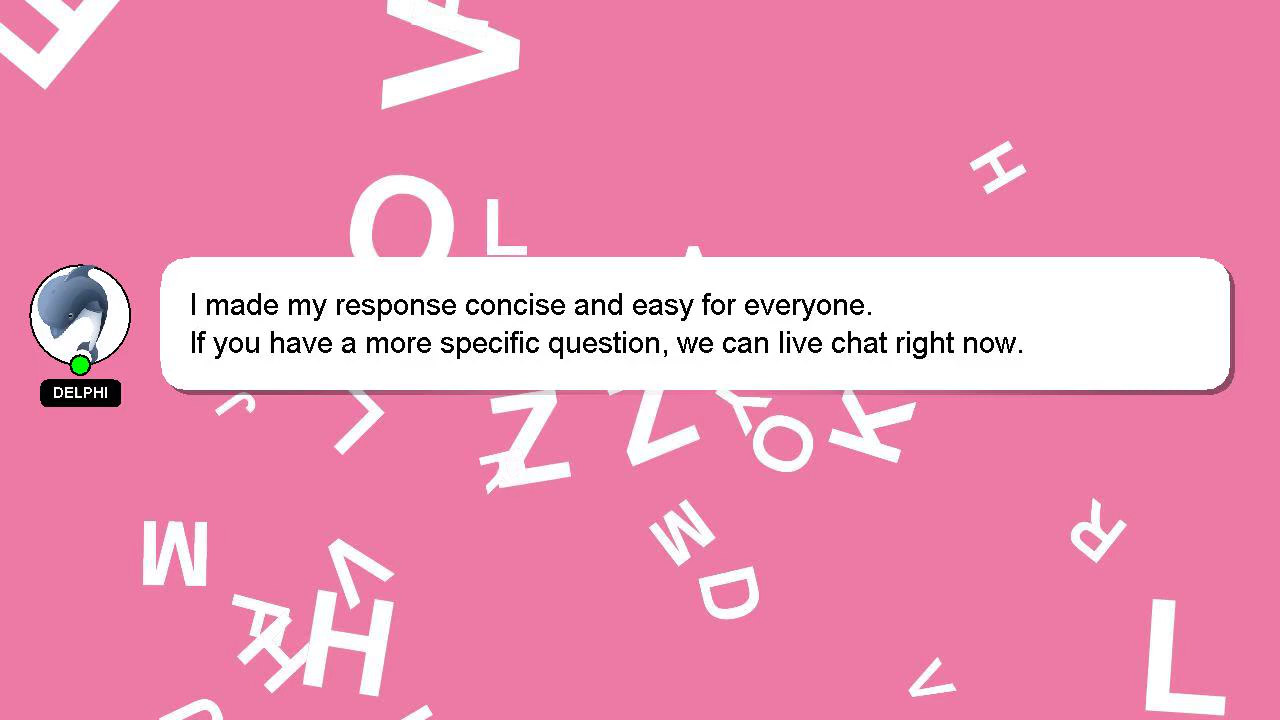 I made my response concise and easy for everyone.
If you have a more specific question, we can live chat right now.
DELPHI